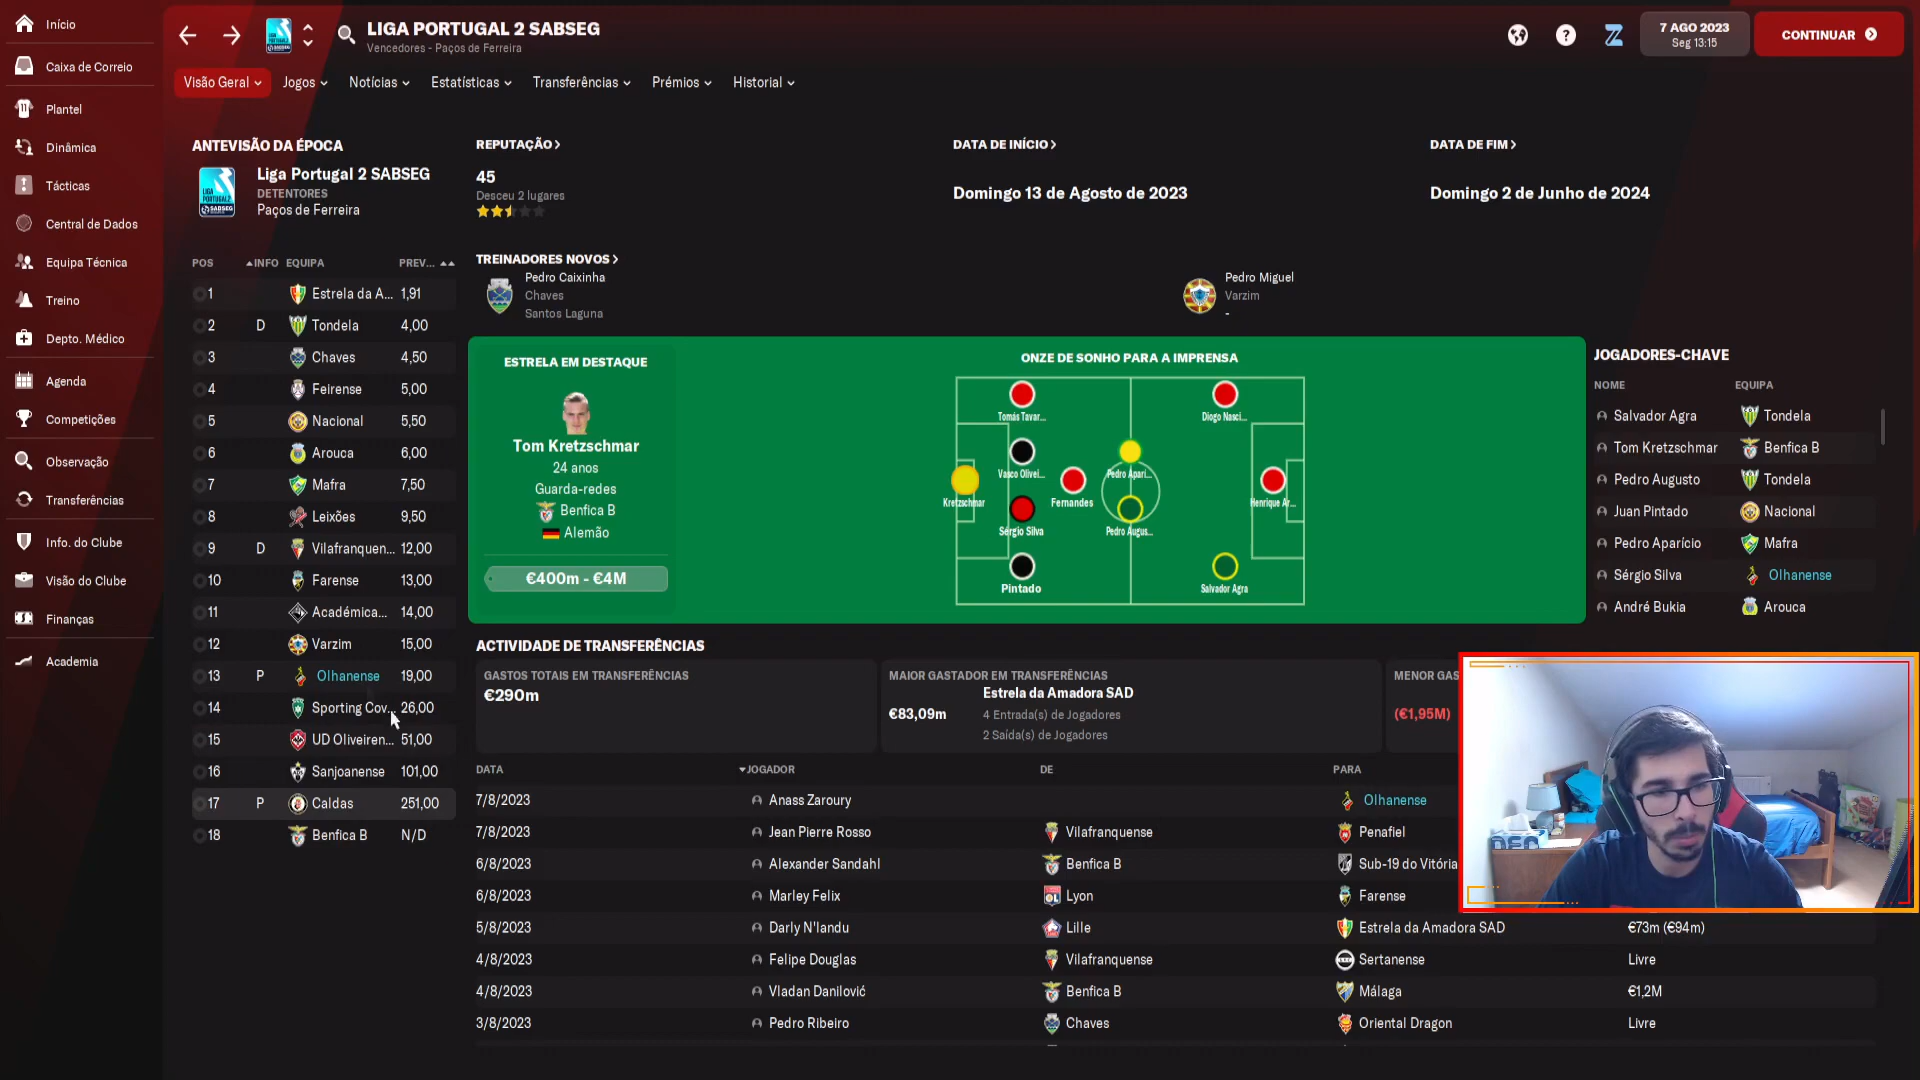 Início
Caixa de Correio
Plantel
Dinâmica
Tácticas
Central de Dados
Equipa Técnica
Treino
Depto. Médico
Agenda
Competições
Observação
Transferências
Info. do Clube
Visão do Clube
Finanças
Academia
LIGA PORTUGAL 2 SABSEG
Vencedores - Paços de Ferreira
7 AGO 2023
Seg 13:15
CONTINUAR
Visão Geral
Jogos
Notícias
Estatísticas
Transferências
Prémios
Historial
ANTEVISÃO DA ÉPOCA
Liga Portugal 2 SABSEG
DETENTORES
Paços de Ferreira
REPUTAÇÃO
45
Desceu 2 lugares
DATA DE INÍCIO
Domingo 13 de Agosto de 2023
DATA DE FIM
Domingo 2 de Junho de 2024
POS INFO EQUIPA PREV...
1 Estrela da A... 1,91
2 D Tondela 4,00
3 Chaves 4,50
4 Feirense 5,00
5 Nacional 5,50
6 Arouca 6,00
7 Mafra 7,50
8 Leixões 9,50
9 D Vilafranquen... 12,00
10 Farense 13,00
11 Académica... 14,00
12 Varzim 15,00
13 P Olhanense 19,00
14 Sporting Cov... 26,00
15 UD Oliveiren... 51,00
16 Sanjoanense 101,00
17 P Caldas 251,00
18 Benfica B N/D
TREINADORES NOVOS
Pedro Caixinha
Chaves
Santos Laguna
Pedro Miguel
Varzim
-
ESTRELA EM DESTAQUE
Tom Kretzschmar
24 anos
Guarda-redes
Benfica B
Alemão
€400m - €4M
ONZE DE SONHO PARA A IMPRENSA
Tomás Tavar...
Diogo Nasci...
Vasco Olivei...
Pedro Apari...
Kretzschmar
Fernandes
Henrique Ar...
Sérgio Silva
Pedro Augus...
Pintado
Salvador Agra
JOGADORES-CHAVE
NOME EQUIPA
Salvador Agra Tondela
Tom Kretzschmar Benfica B
Pedro Augusto Tondela
Juan Pintado Nacional
Pedro Aparício Mafra
Sérgio Silva Olhanense
André Bukia Arouca
ACTIVIDADE DE TRANSFERÊNCIAS
GASTOS TOTAIS EM TRANSFERÊNCIAS
€290m
MAIOR GASTADOR EM TRANSFERÊNCIAS
Estrela da Amadora SAD
€83,09m
4 Entrada(s) de Jogadores
2 Saída(s) de Jogadores
MENOR GAS
(€1,95M)
DATA JOGADOR DE PARA
7/8/2023 Anass Zaroury Olhanense
7/8/2023 Jean Pierre Rosso Vilafranquense Penafiel
6/8/2023 Alexander Sandahl Benfica B Sub-19 do Vitória
6/8/2023 Marley Felix Lyon Farense
5/8/2023 Darly N'landu Lille Estrela da Amadora SAD €73m (€94m)
4/8/2023 Felipe Douglas Vilafranquense Sertanense Livre
4/8/2023 Vladan Danilović Benfica B Málaga €1,2M
3/8/2023 Pedro Ribeiro Chaves Oriental Dragon Livre